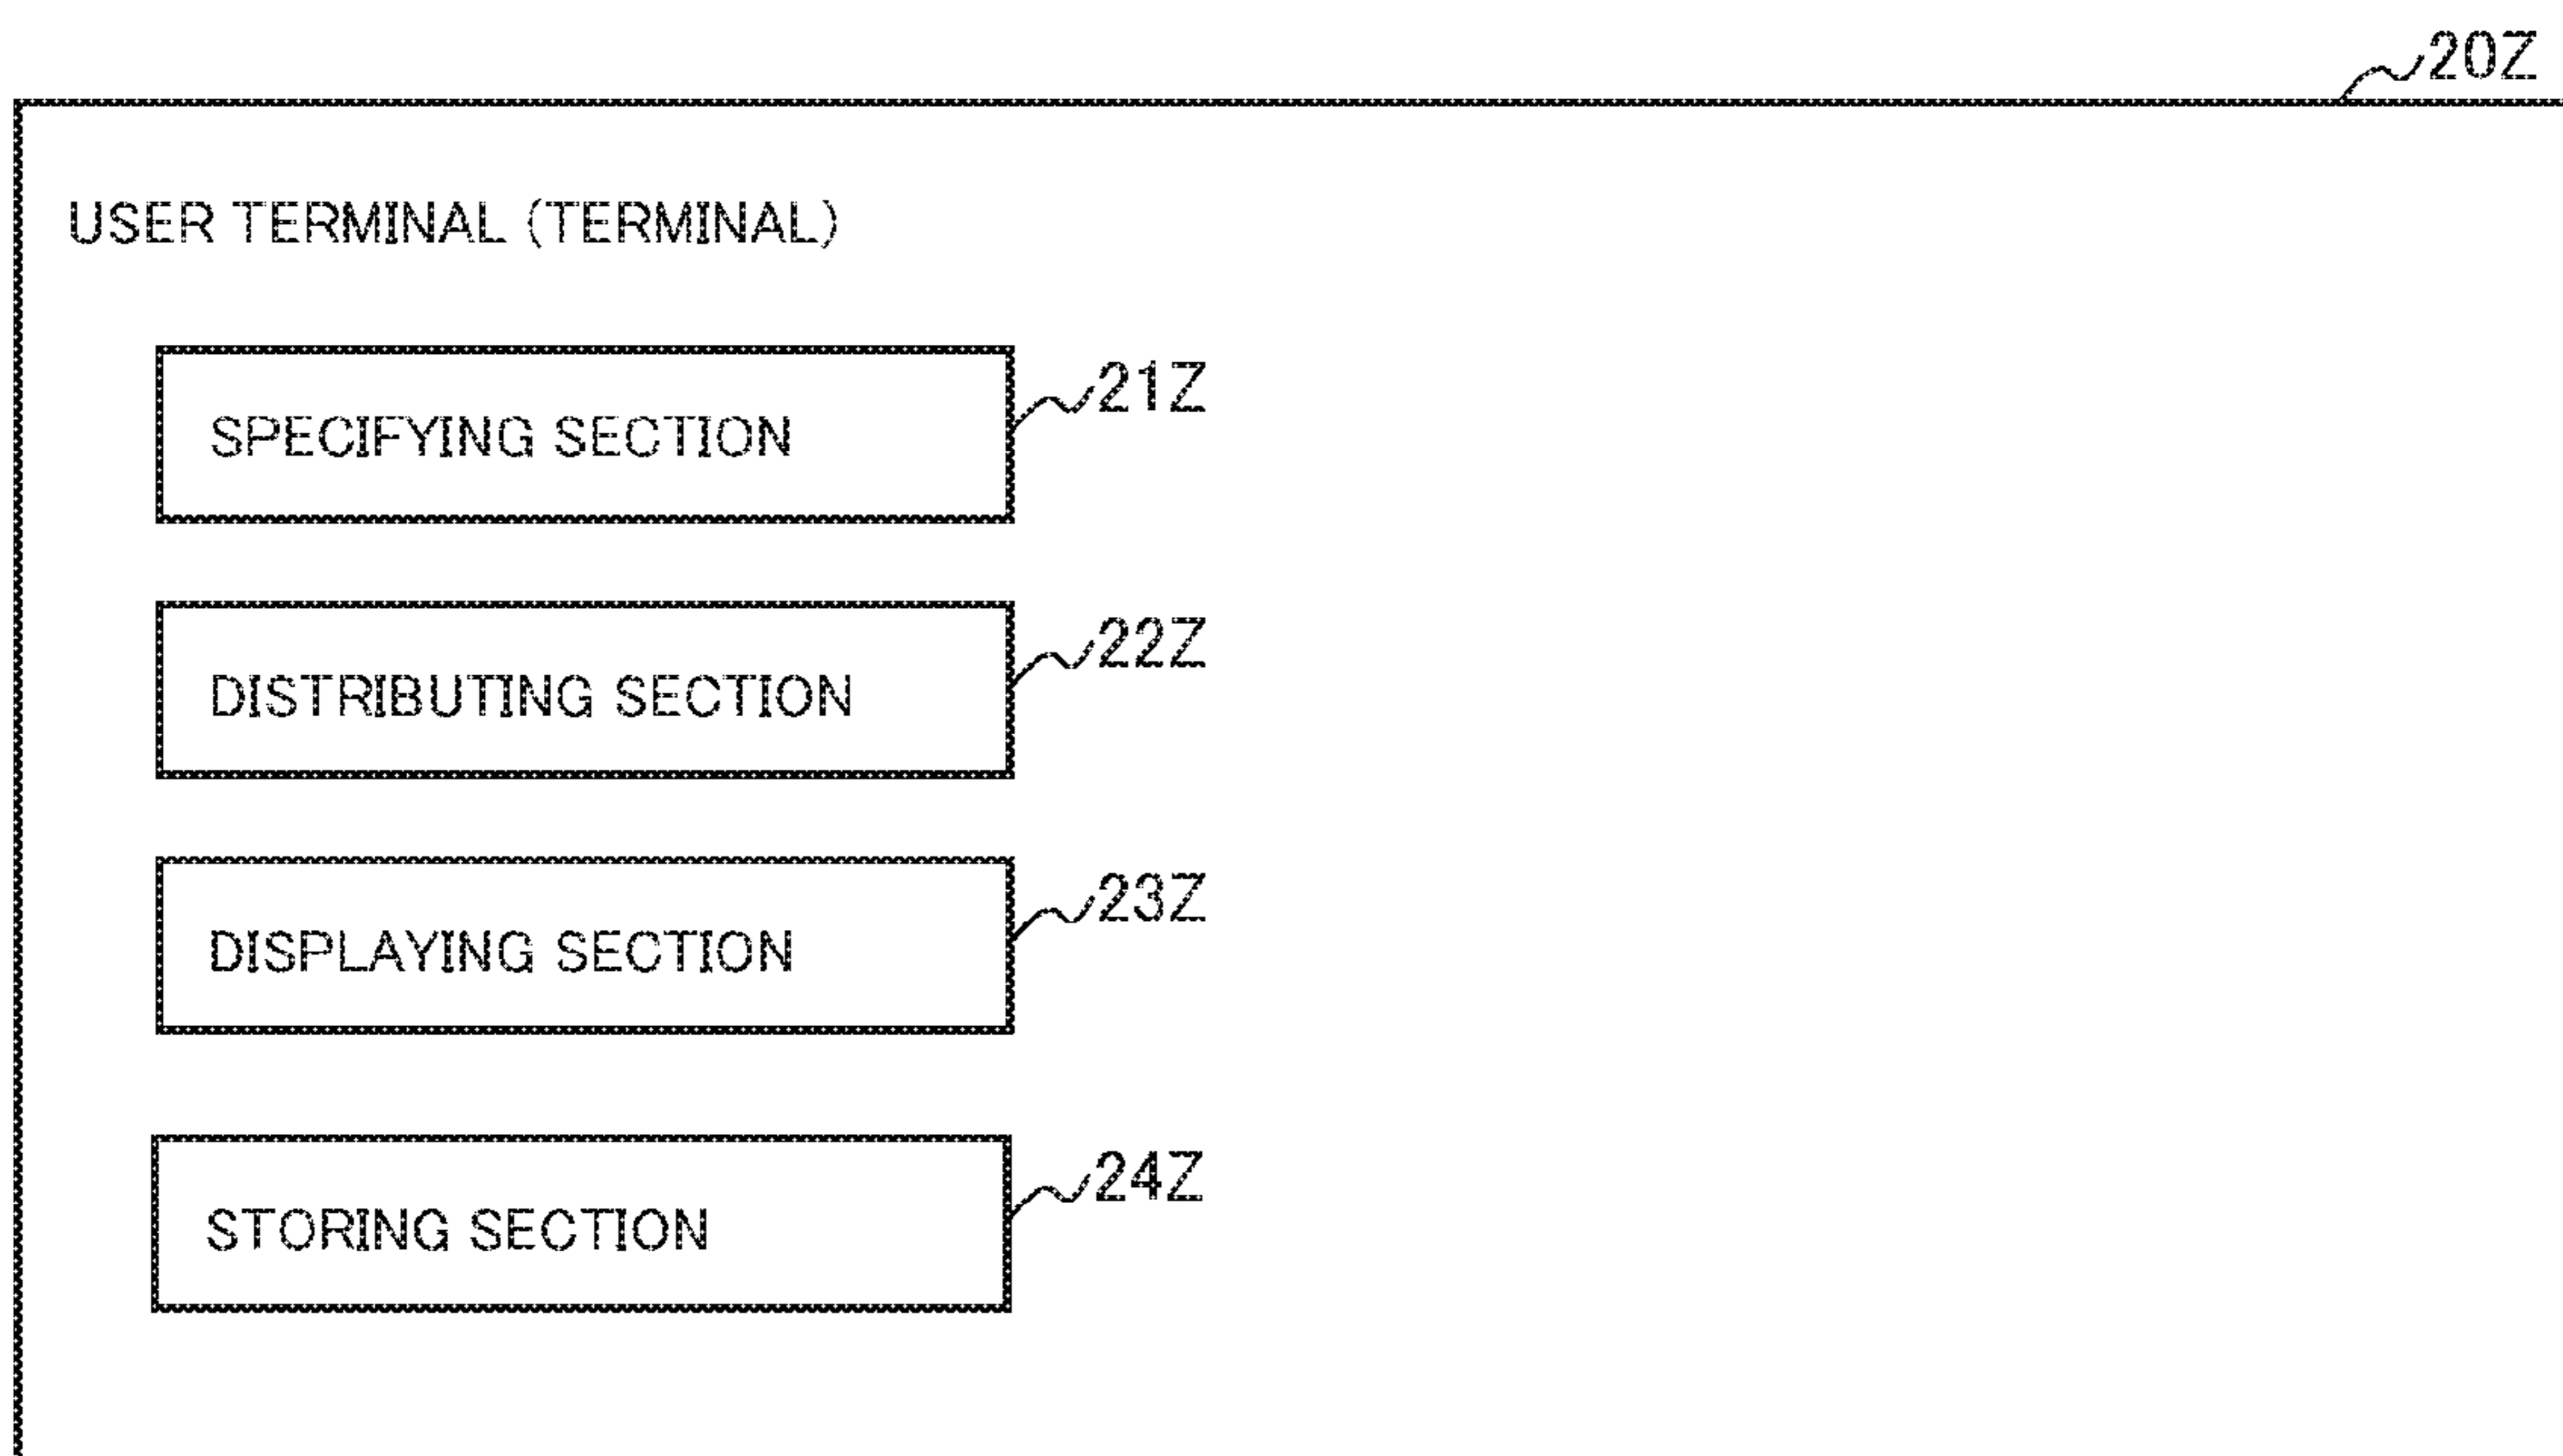 20Z
USER TERMINAL (TERMINAL)
SPECIFYING SECTION
21Z
DISTRIBUTING SECTION
22Z
DISPLAYING SECTION
23Z
STORING SECTION
24Z